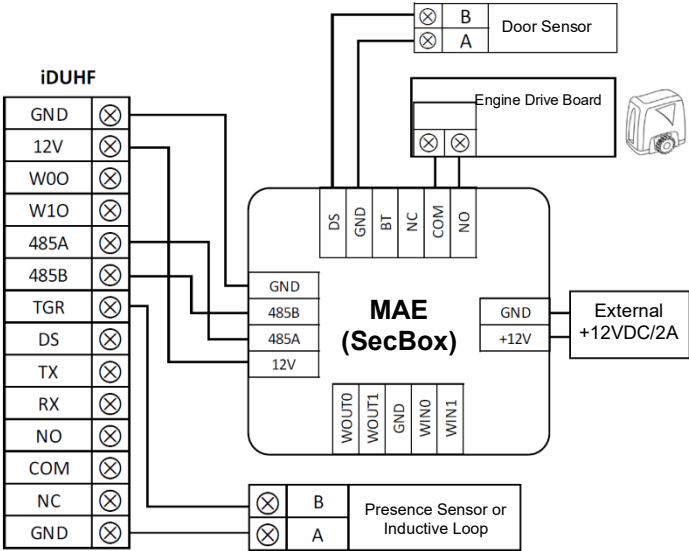 B
A
Door Sensor
iDUHF
GND
12V
W0O
W1O
485A
485B
TGR
DS
TX
RX
NO
COM
NC
GND
Engine Drive Board
DS
GND
BT
NC
COM
NO
GND
485B
485A
12V
MAE
(SecBox)
GND
+12V
External
+12VDC/2A
WOUT0
WOUT1
GND
WIN0
WIN1
B
A
Presence Sensor or
Inductive Loop